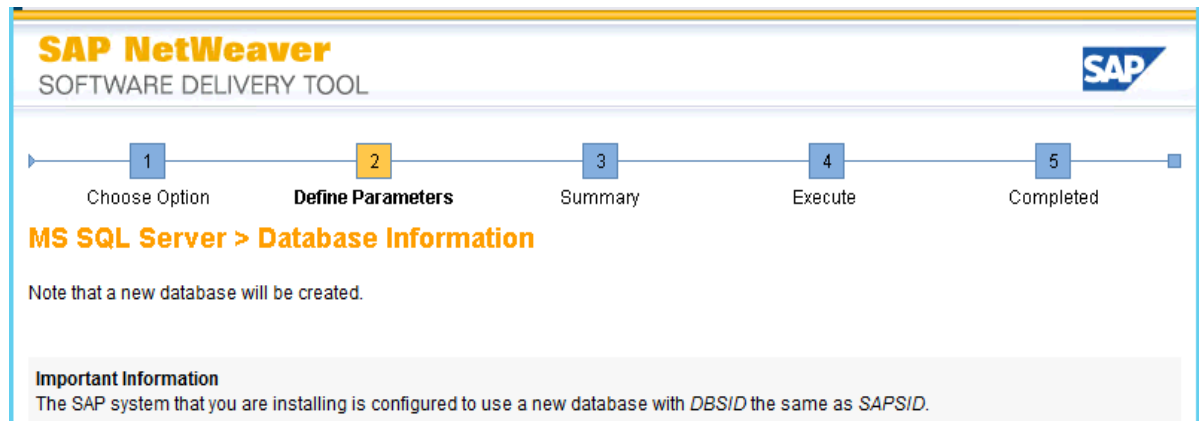 SAP NetWeaver
SOFTWARE DELIVERY TOOL
SAP
1 2 3 4 5
Choose Option Define Parameters Summary Execute Completed
MS SQL Server > Database Information
Note that a new database will be created.
Important Information
The SAP system that you are installing is configured to use a new database with DBSID the same as SAPSID.